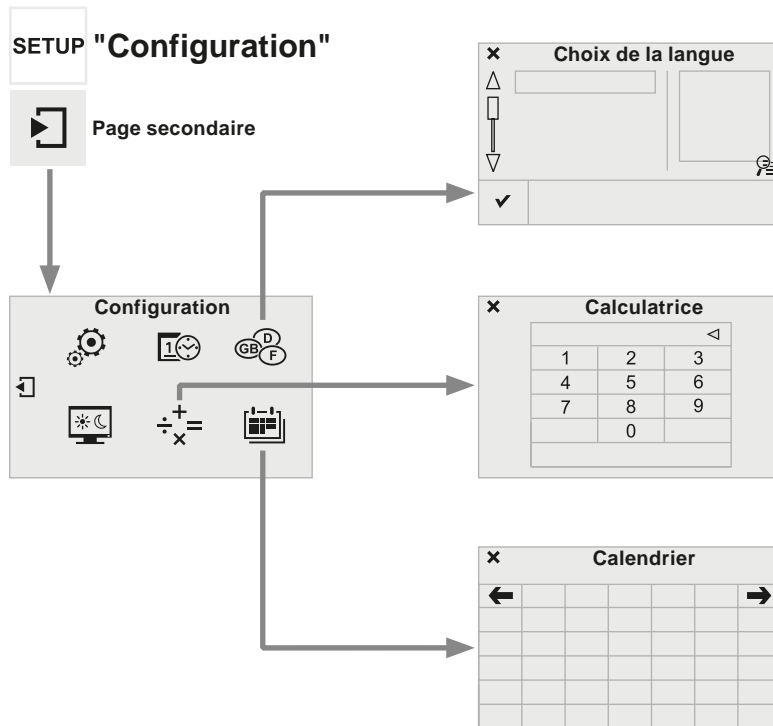 SETUP "Configuration"
Page secondaire
Choix de la langue
Configuration
1
GB D F
÷ + × =
Calculatrice
1 2 3
4 5 6
7 8 9
0
Calendrier